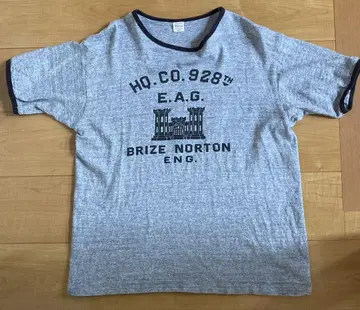 HQ. CO. 928TH
E.A.G.
BRIZE NORTON
ENG.